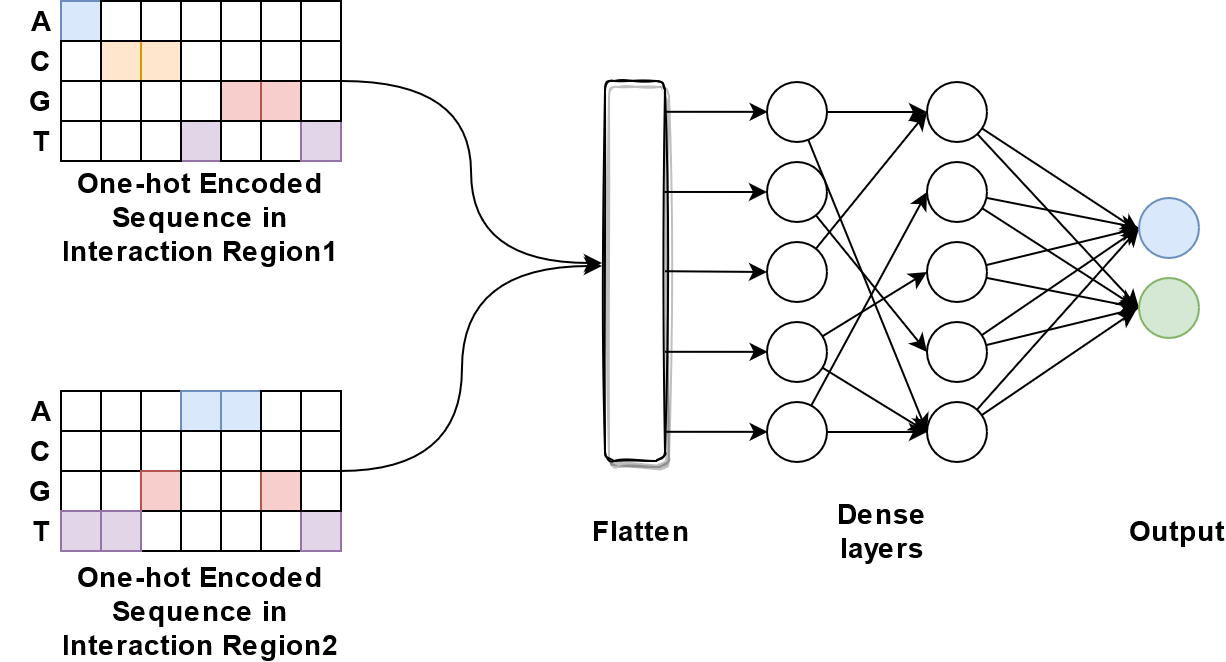 A
C
G
T
One-hot Encoded
Sequence in
Interaction Region1
A
C
G
T
One-hot Encoded
Sequence in
Interaction Region2
Flatten
Dense
layers
Output